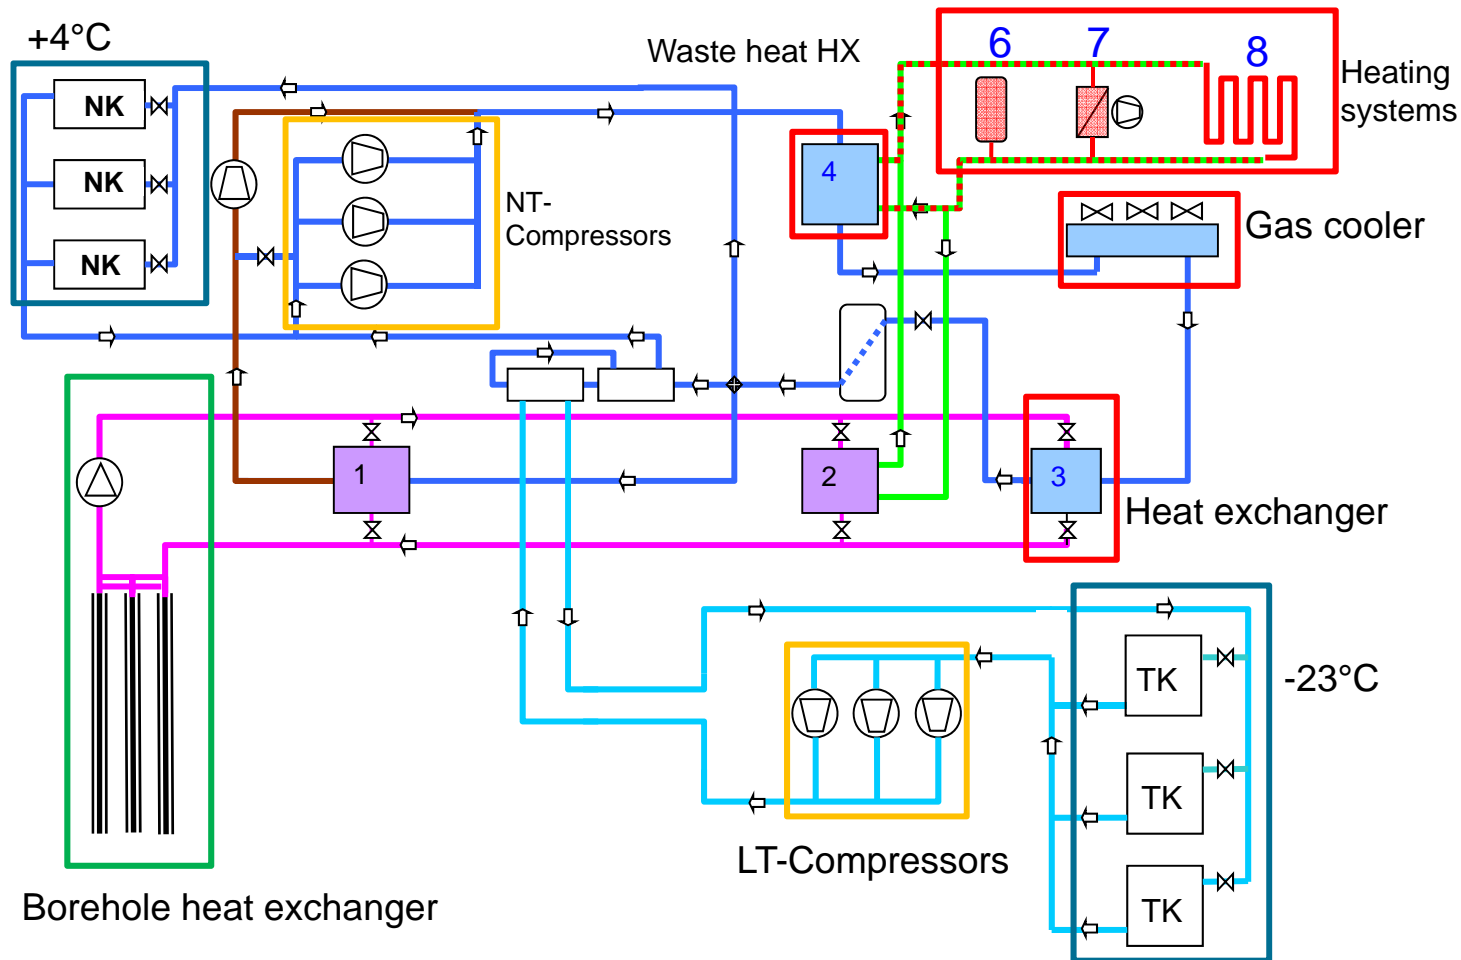 +4°C
Waste heat HX
6
7
8
Heating
systems
NK
NK
NK
4
NT-
Compressors
Gas cooler
1
2
3
Heat exchanger
TK
-23°C
TK
TK
LT-Compressors
Borehole heat exchanger